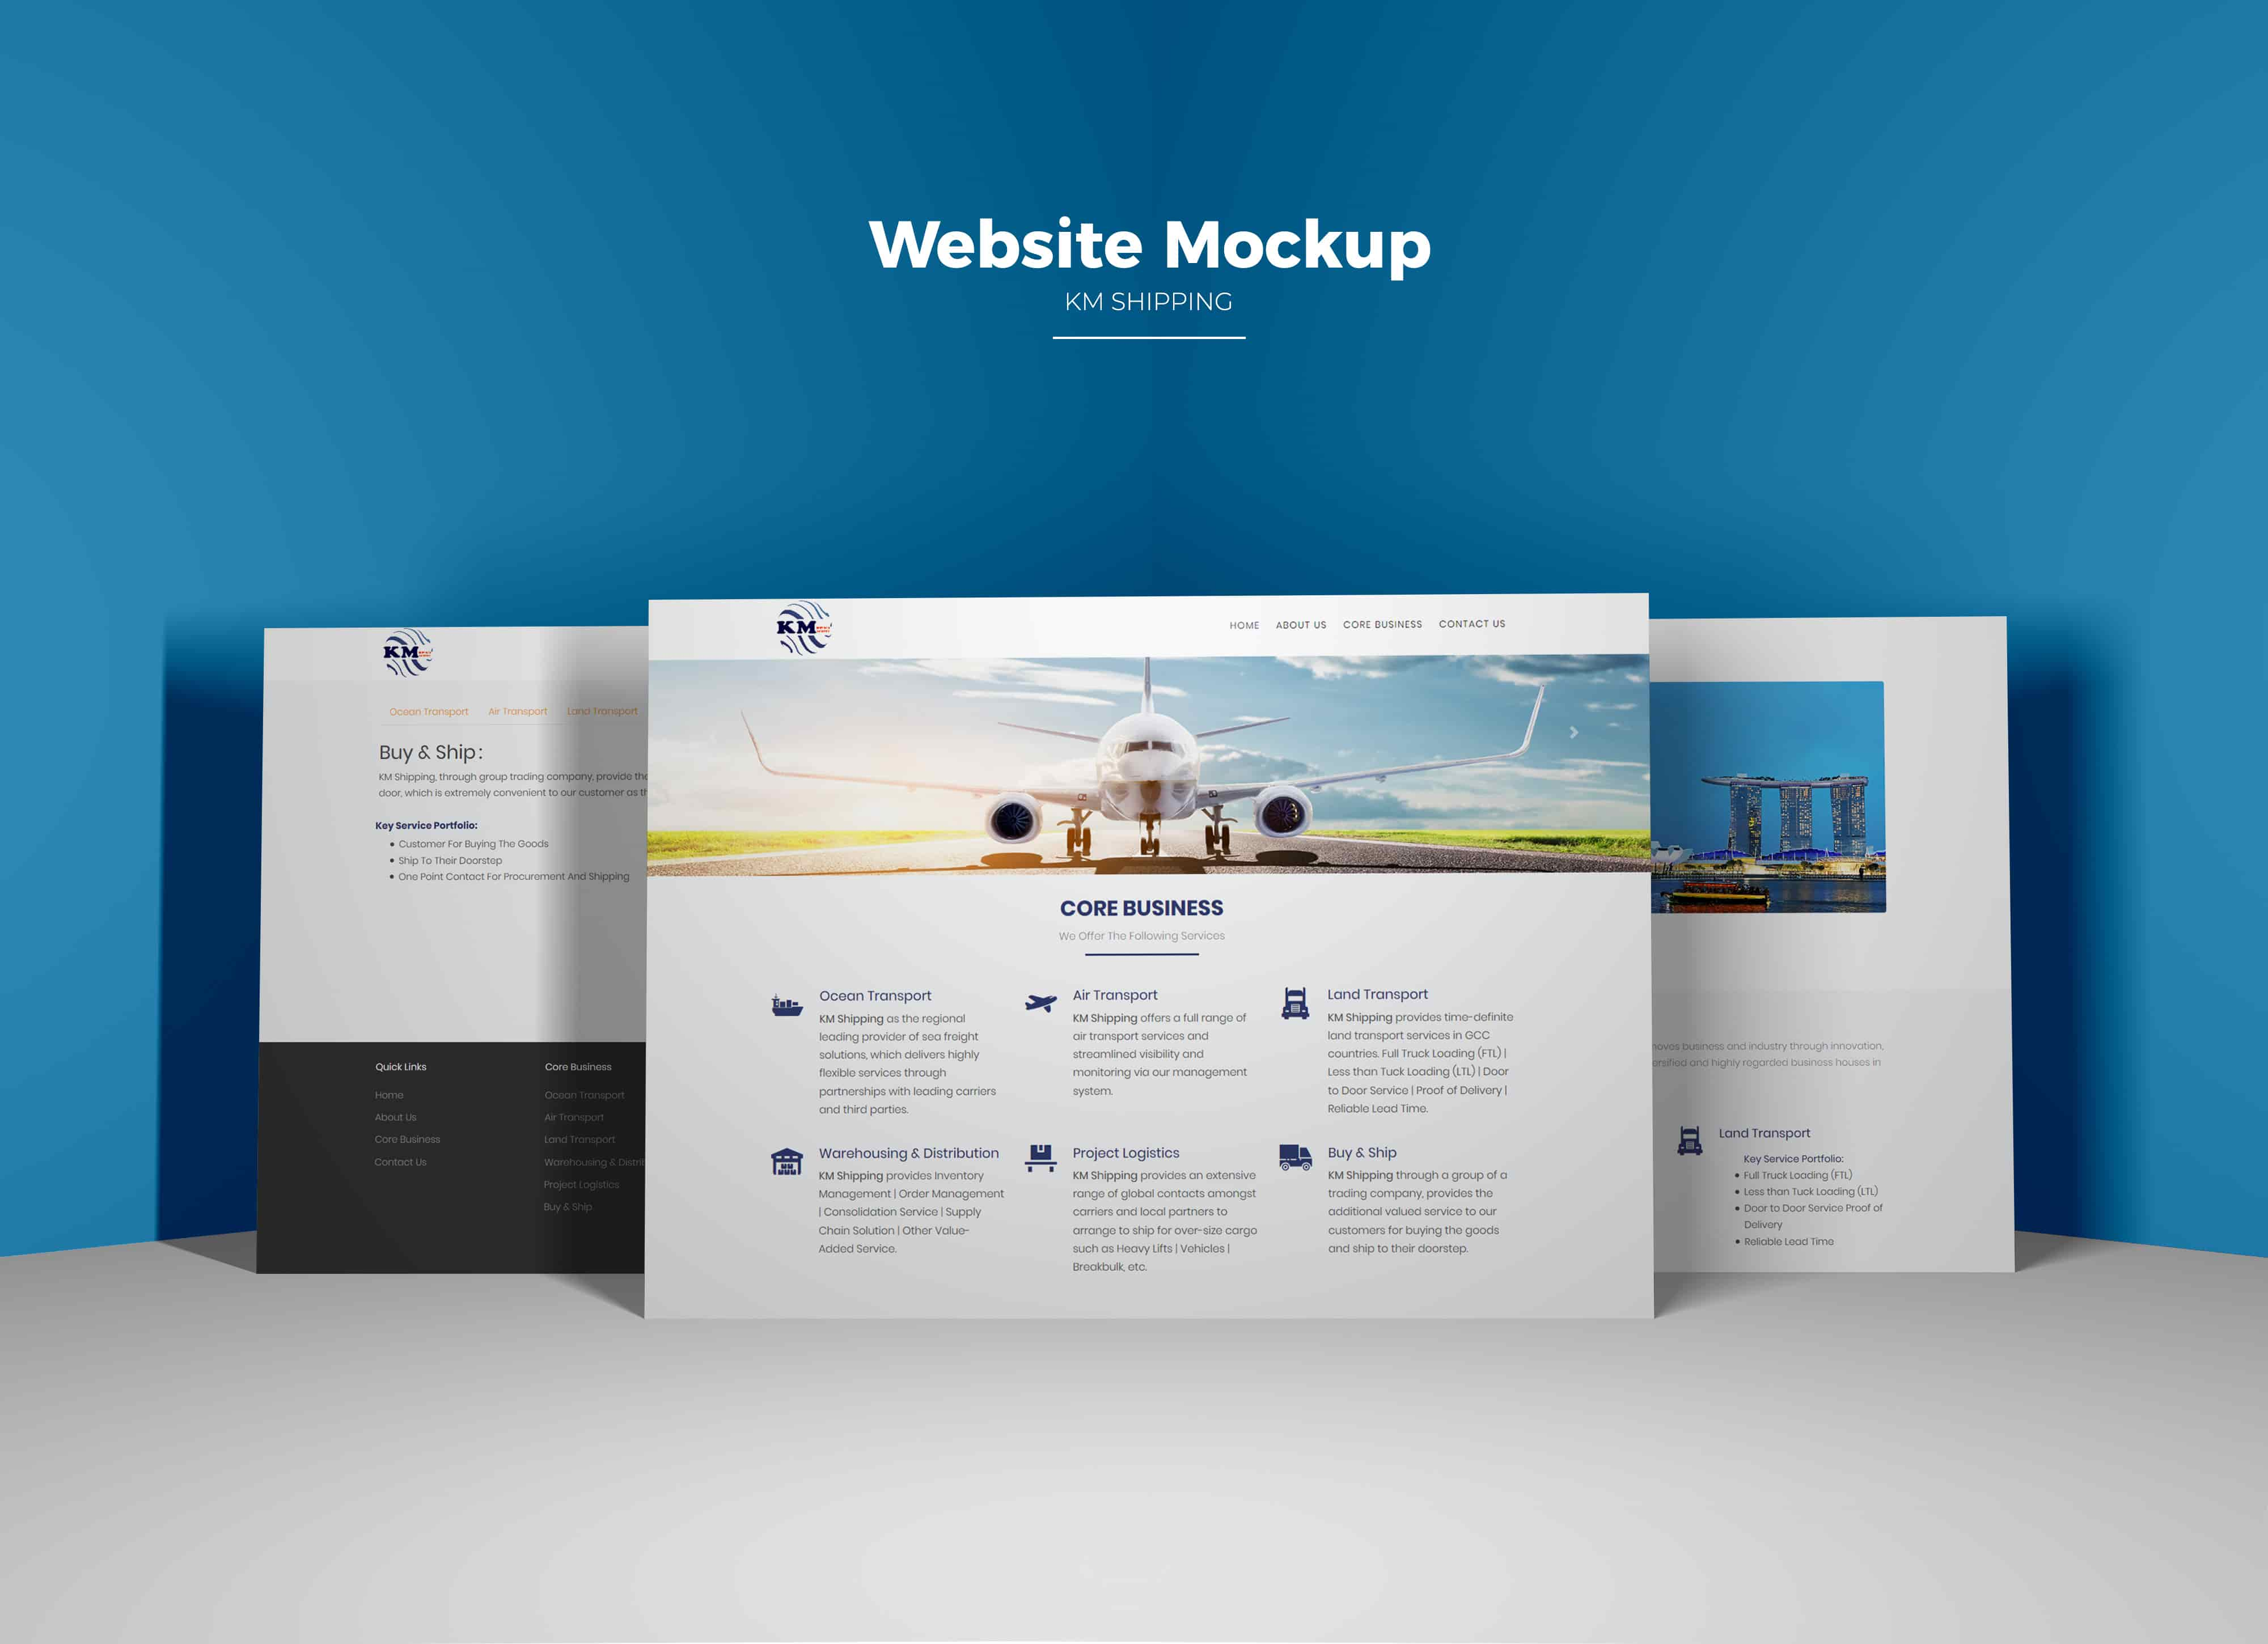 Website Mockup
KM SHIPPING
KM
Ocean Transport Air Transport Land Transport
Buy & Ship:
KM Shipping, through group trading company, provide
door, which is extremely convenient to our customer as
Key Service Portfolio:
Customer For Buying The Goods
Ship To Their Doorstep
One Point Contact For Procurement And Shipping
Quick Links
Home
About Us
Core Business
Contact Us
Core Business
Ocean Transport
Air Transport
Land Transport
Warehousing & Distri
Project Logistics
Buy & Ship
KM
HOME ABOUT US CORE BUSINESS CONTACT US
CORE BUSINESS
We Offer The Following Services
Ocean Transport
KM Shipping as the regional
leading provider of sea freight
solutions, which delivers highly
flexible services through
partnerships with leading carriers
and third parties.
Air Transport
KM Shipping offers a full range of
air transport services and
streamlined visibility and
monitoring via our management
system.
Land Transport
KM Shipping provides time-definite
land transport services in GCC
countries. Full Truck Loading (FTL) |
Less than Tuck Loading (LTL) | Door
to Door Service | Proof of Delivery |
Reliable Lead Time.
Warehousing & Distribution
KM Shipping provides Inventory
Management | Order Management
| Consolidation Service | Supply
Chain Solution | Other Value-
Added Service.
Project Logistics
KM Shipping provides an extensive
range of global contacts amongst
carriers and local partners to
arrange to ship for over-size cargo
such as Heavy Lifts | Vehicles |
Breakbulk, etc.
Buy & Ship
KM Shipping through a group of a
trading company, provides the
additional valued service to our
customers for buying the goods
and ship to their doorstep.
business and industry through innovation,
and highly regarded business houses in
Land Transport
Key Service Portfolio:
Full Truck Loading (FTL)
Less than Tuck Loading (LTL)
Door to Door Service Proof of
Delivery
Reliable Lead Time